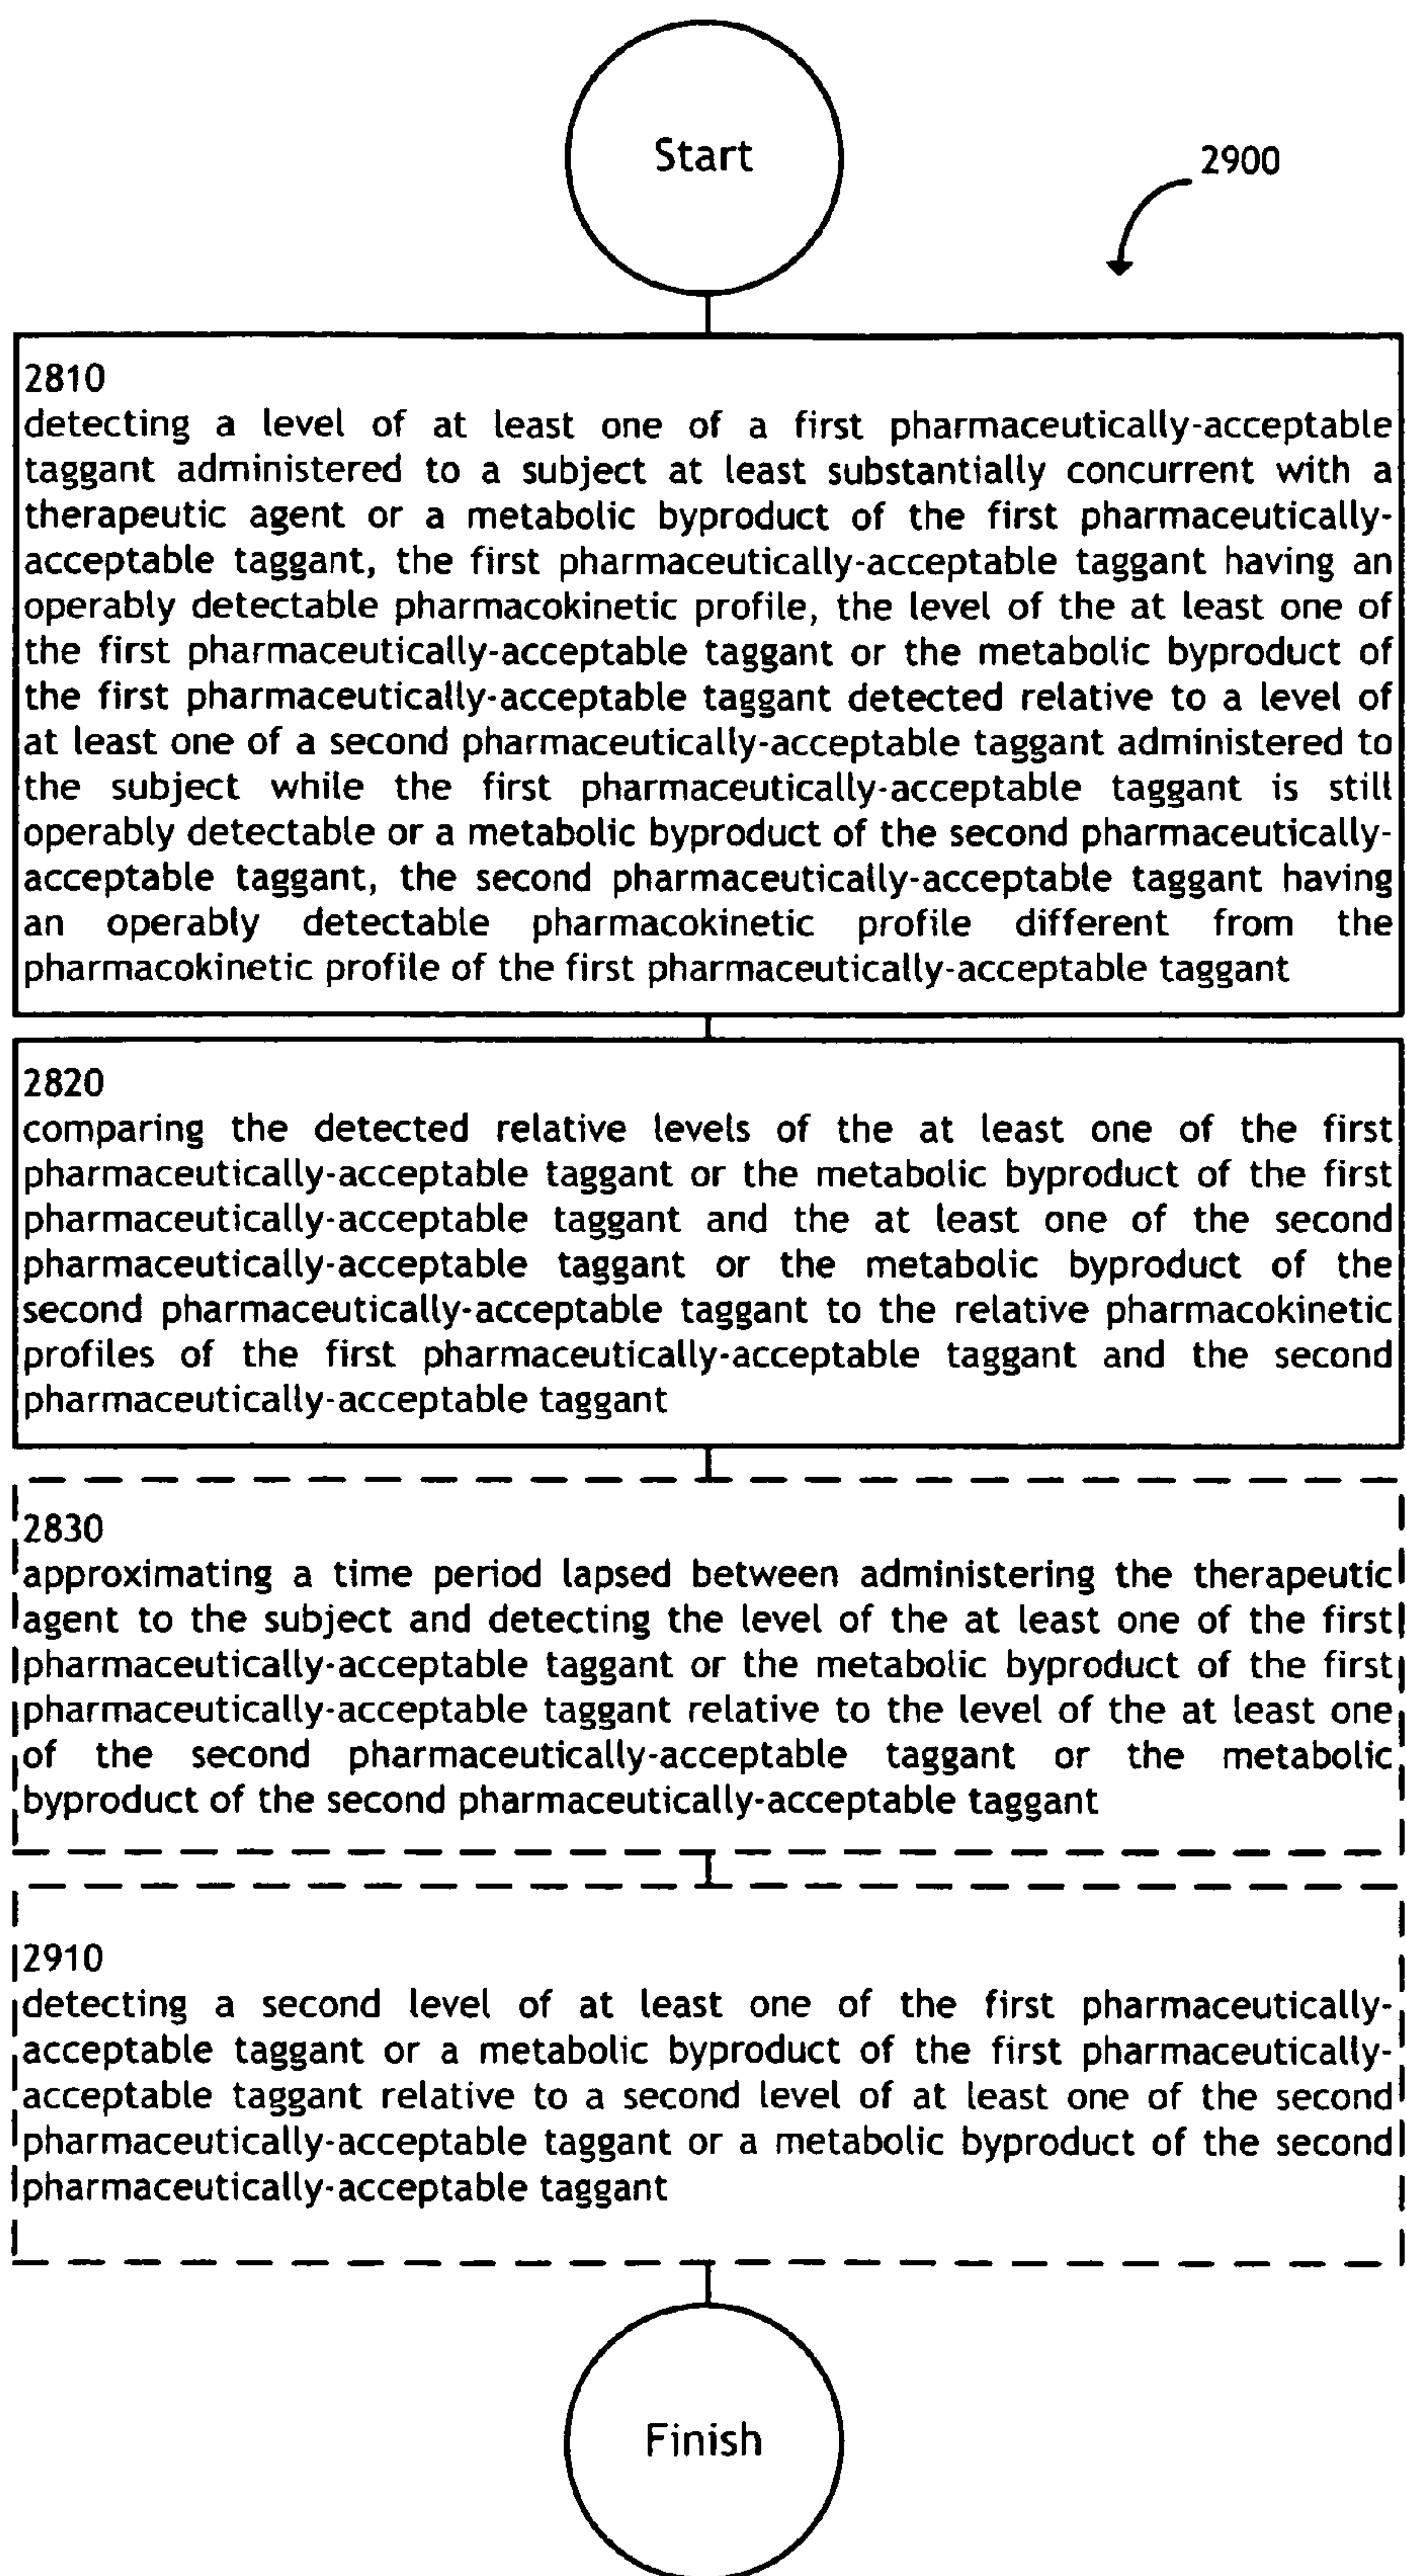 Start
2900
2810
detecting a level of at least one of a first pharmaceutically-acceptable
taggant administered to a subject at least substantially concurrent with a
therapeutic agent or a metabolic byproduct of the first pharmaceutically-
acceptable taggant, the first pharmaceutically-acceptable taggant having an
operably detectable pharmacokinetic profile, the level of the at least one of
the first pharmaceutically-acceptable taggant or the metabolic byproduct of
the first pharmaceutically-acceptable taggant detected relative to a level of
at least one of a second pharmaceutically-acceptable taggant administered to
the subject while the first pharmaceutically-acceptable taggant is still
operably detectable or a metabolic byproduct of the second pharmaceutically-
acceptable taggant, the second pharmaceutically-acceptable taggant having
an operably detectable pharmacokinetic profile different from the
pharmacokinetic profile of the first pharmaceutically-acceptable taggant
2820
comparing the detected relative levels of the at least one of the first
pharmaceutically-acceptable taggant or the metabolic byproduct of the first
pharmaceutically-acceptable taggant and the at least one of the second
pharmaceutically-acceptable taggant or the metabolic byproduct of the
second pharmaceutically-acceptable taggant to the relative pharmacokinetic
profiles of the first pharmaceutically-acceptable taggant and the second
pharmaceutically-acceptable taggant
2830
approximating a time period lapsed between administering the therapeutic
agent to the subject and detecting the level of the at least one of the first
pharmaceutically-acceptable taggant or the metabolic byproduct of the first
pharmaceutically-acceptable taggant relative to the level of the at least one
of the second pharmaceutically-acceptable taggant or the metabolic
byproduct of the second pharmaceutically-acceptable taggant
2910
detecting a second level of at least one of the first pharmaceutically-
acceptable taggant or a metabolic byproduct of the first pharmaceutically-
acceptable taggant relative to a second level of at least one of the second
pharmaceutically-acceptable taggant or a metabolic byproduct of the second
pharmaceutically-acceptable taggant
Finish